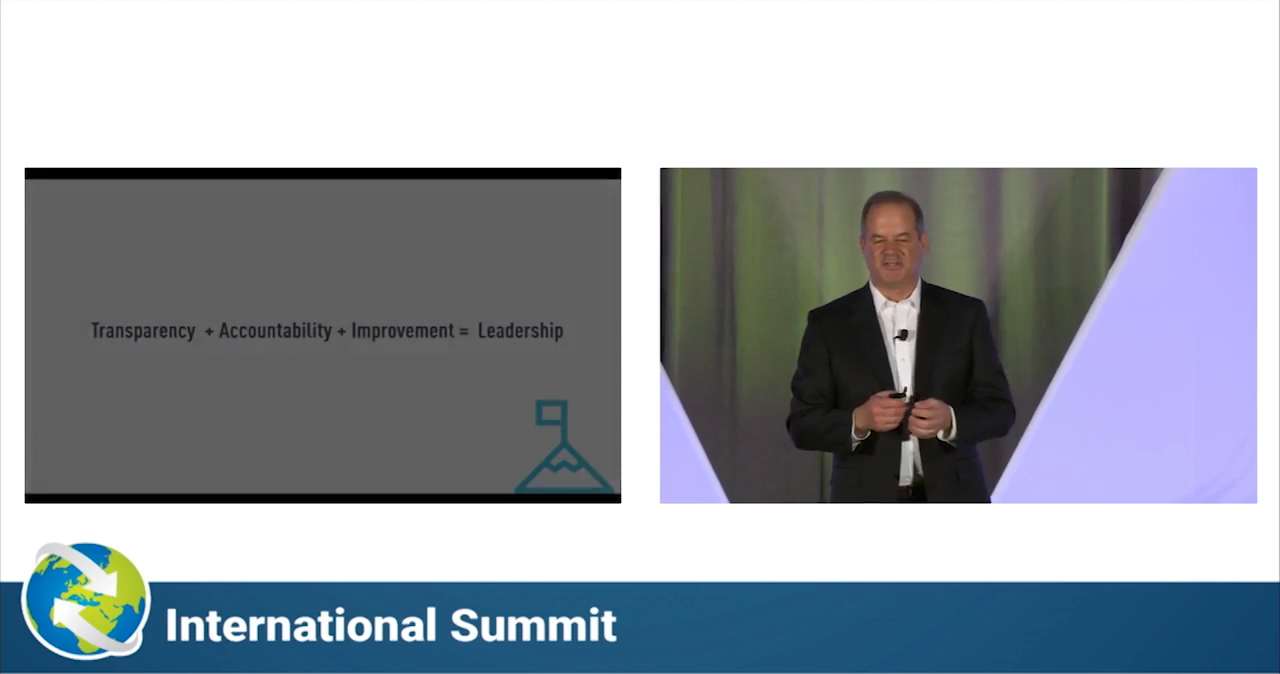 Transparency + Accountability + Improvement = Leadership
International Summit